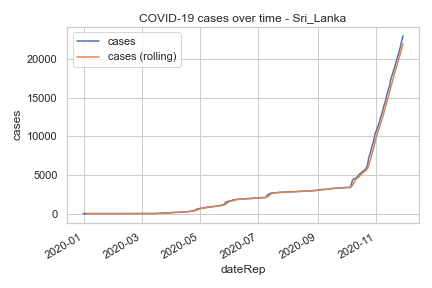 COVID-19 cases over time - Sri_Lanka
cases
cases (rolling)
20000
15000
10000
5000
0
cases
2020-01
2020-03
2020-05
2020-07
2020-09
2020-11
dateRep